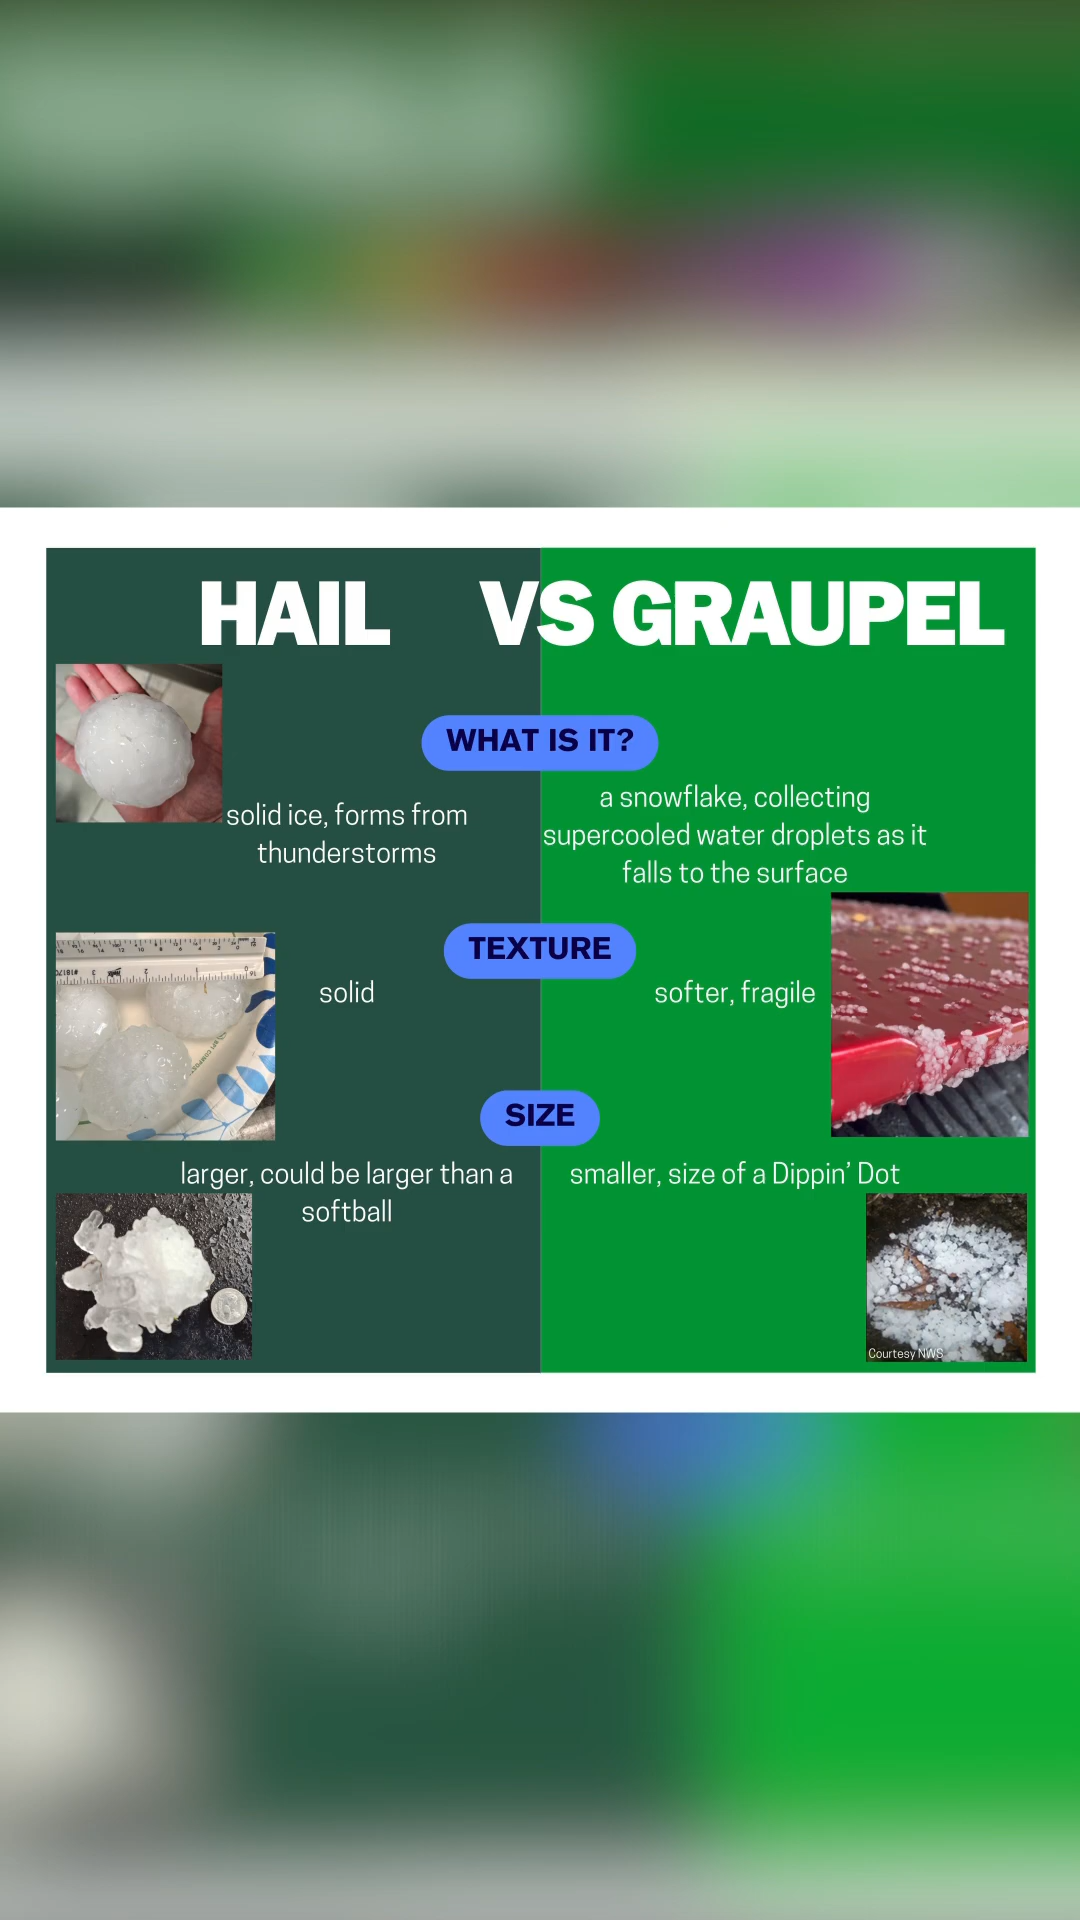 HAIL VS GRAUPEL
WHAT IS IT?
solid ice, forms from
thunderstorms
a snowflake, collecting
supercooled water droplets as it
falls to the surface
TEXTURE
solid
softer, fragile
SIZE
larger, could be larger than a
softball
smaller, size of a Dippin’ Dot
Courtesy NWS